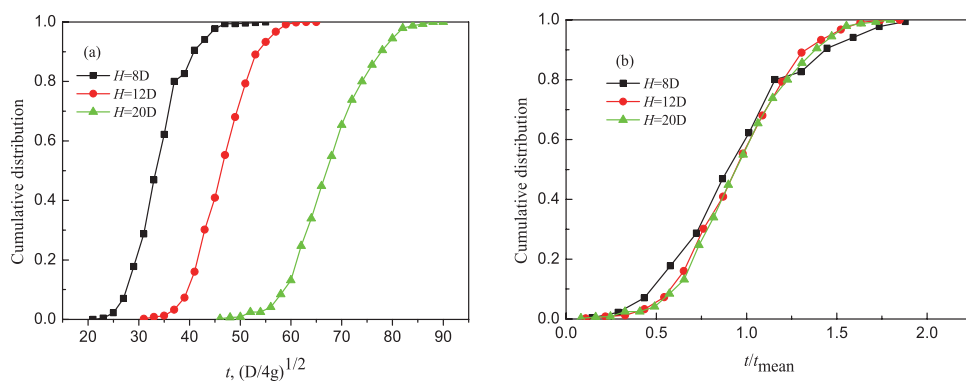 (a)
H=8D
H=12D
H=20D
Cumulative distribution
1.0
0.8
0.6
0.4
0.2
0.0
20 30 40 50 60 70 80 90
t, (D/4g)^1/2
(b)
H=8D
H=12D
H=20D
Cumulative distribution
1.0
0.8
0.6
0.4
0.2
0.0
0.0 0.5 1.0 1.5 2.0
t/t_mean